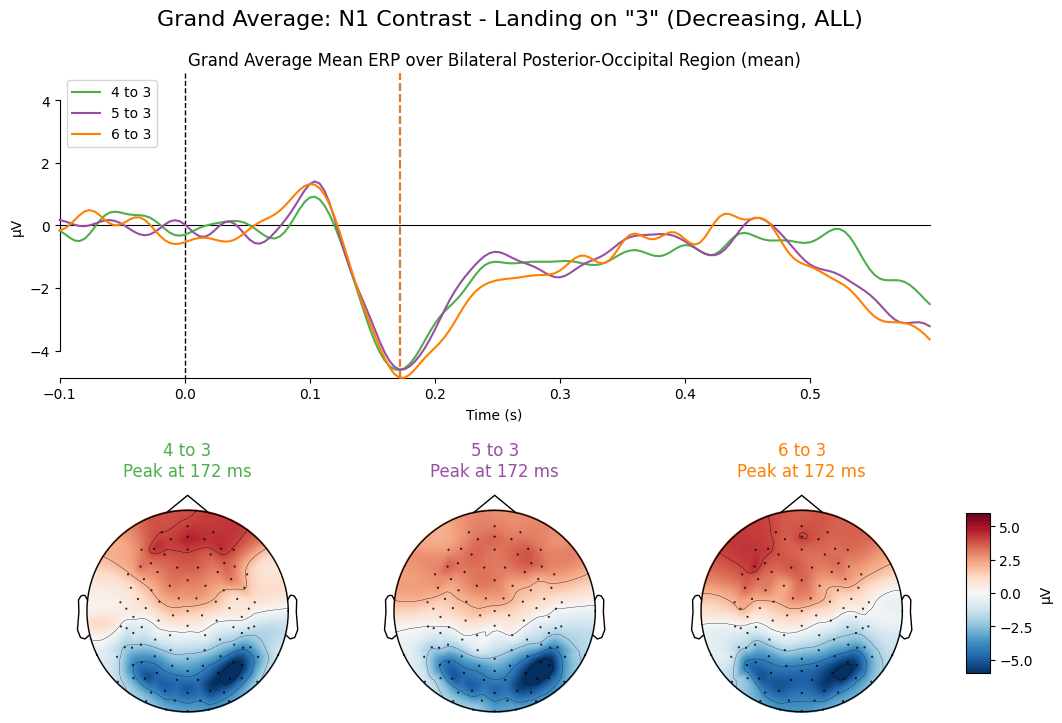 Grand Average: N1 Contrast - Landing on "3" (Decreasing, ALL)
Grand Average Mean ERP over Bilateral Posterior-Occipital Region (mean)
4 to 3
5 to 3
6 to 3
4
2
0
−2
−4
µV
−0.1 0.0 0.1 0.2 0.3 0.4 0.5
Time (s)
4 to 3
Peak at 172 ms
5 to 3
Peak at 172 ms
6 to 3
Peak at 172 ms
5.0
2.5
0.0
−2.5
−5.0
µV